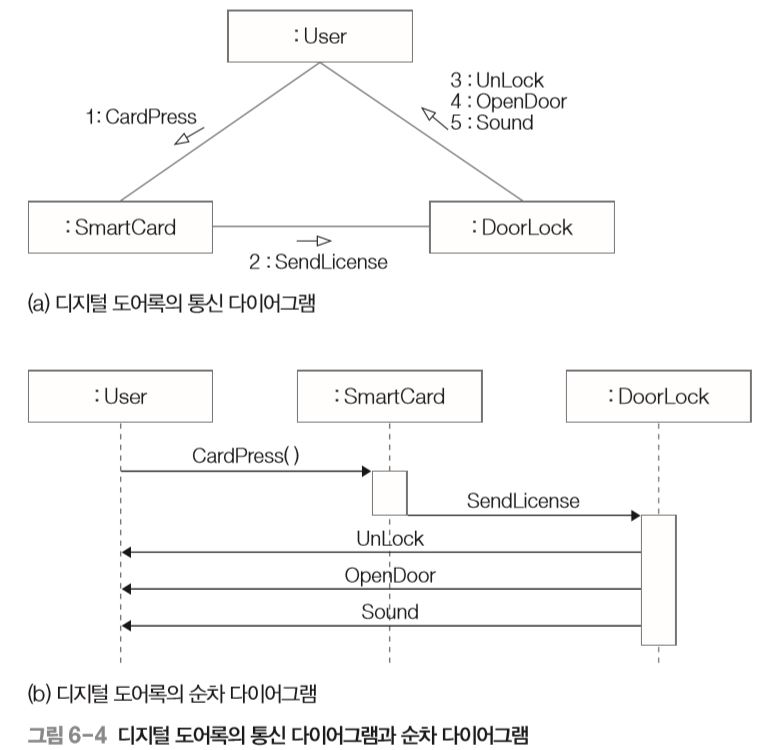 :User
1:CardPress
3:UnLock
4:OpenDoor
5:Sound
:SmartCard
:DoorLock
2:SendLicense
(a) 디지털 도어록의 통신 다이어그램
:User
:SmartCard
:DoorLock
CardPress( )
SendLicense
UnLock
OpenDoor
Sound
(b) 디지털 도어록의 순차 다이어그램
그림 6-4 디지털 도어록의 통신 다이어그램과 순차 다이어그램